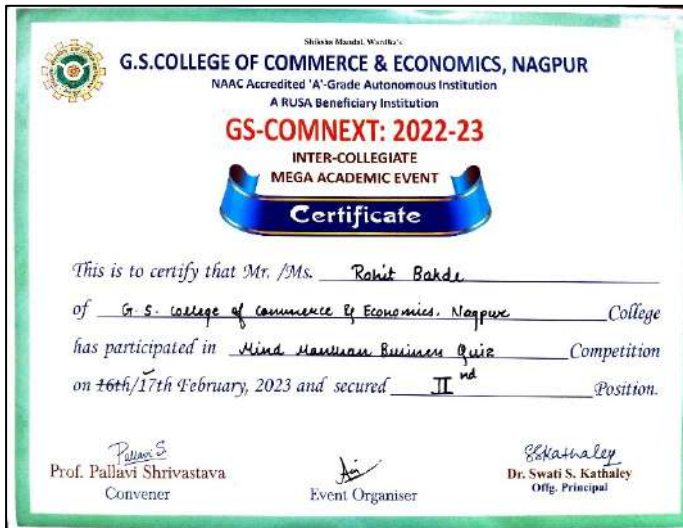 Shiksha Mandal, Wardha's
G.S.COLLEGE OF COMMERCE & ECONOMICS, NAGPUR
NAAC Accredited 'A'-Grade Autonomous Institution
A RUSA Beneficiary Institution
GS-COMNEXT: 2022-23
INTER-COLLEGIATE
MEGA ACADEMIC EVENT
Certificate
This is to certify that Mr. /Ms. Rohit Bakde
of G. S. College of Commerce & Economics. Nagpur College
has participated in Mind Manthan Business Quiz Competition
on 16th/17th February, 2023 and secured II nd Position.
Pallavi S. SSKathaley
Prof. Pallavi Shrivastava Dr. Swati S. Kathaley
Convener Event Organiser Offg. Principal